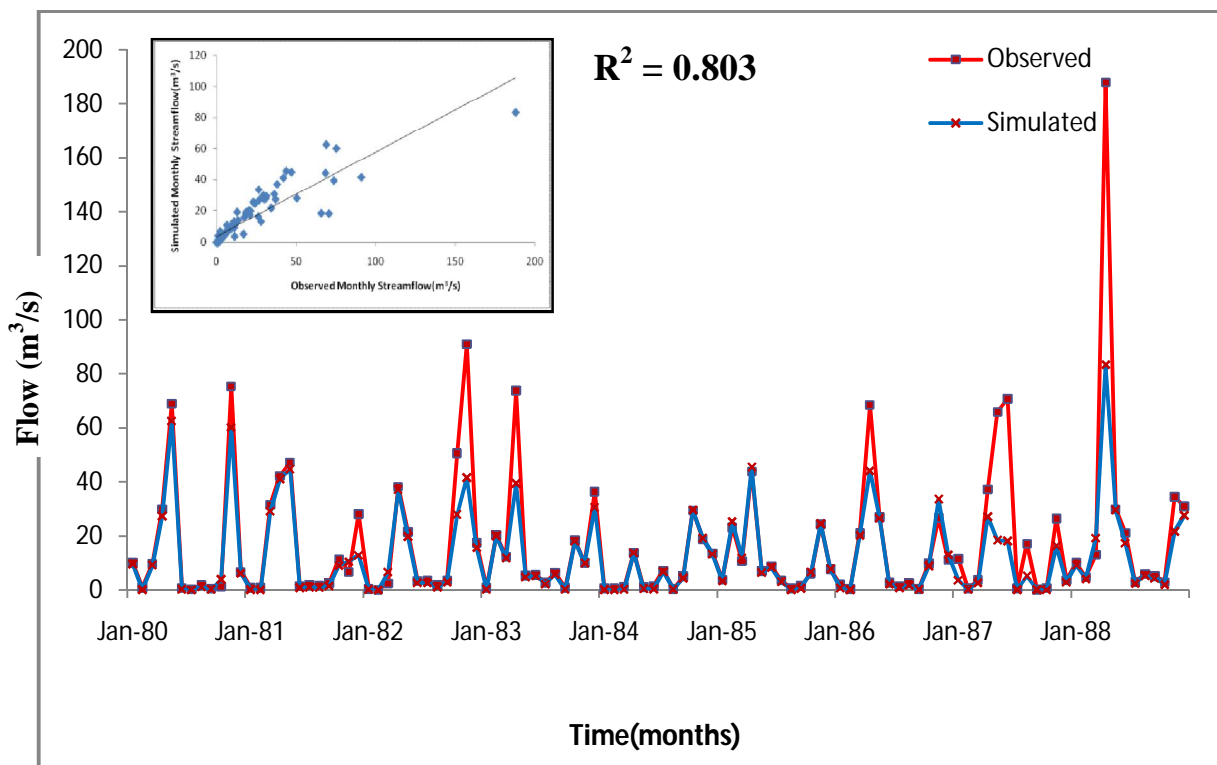 R² = 0.803
Observed
Simulated
Flow (m³/s)
200
180
160
140
120
100
80
60
40
20
0
Jan-80 Jan-81 Jan-82 Jan-83 Jan-84 Jan-85 Jan-86 Jan-87 Jan-88
Time(months)
Simulated Monthly Streamflow(m³/s)
120
100
80
60
40
20
0
0 50 100 150 200
Observed Monthly Streamflow(m³/s)